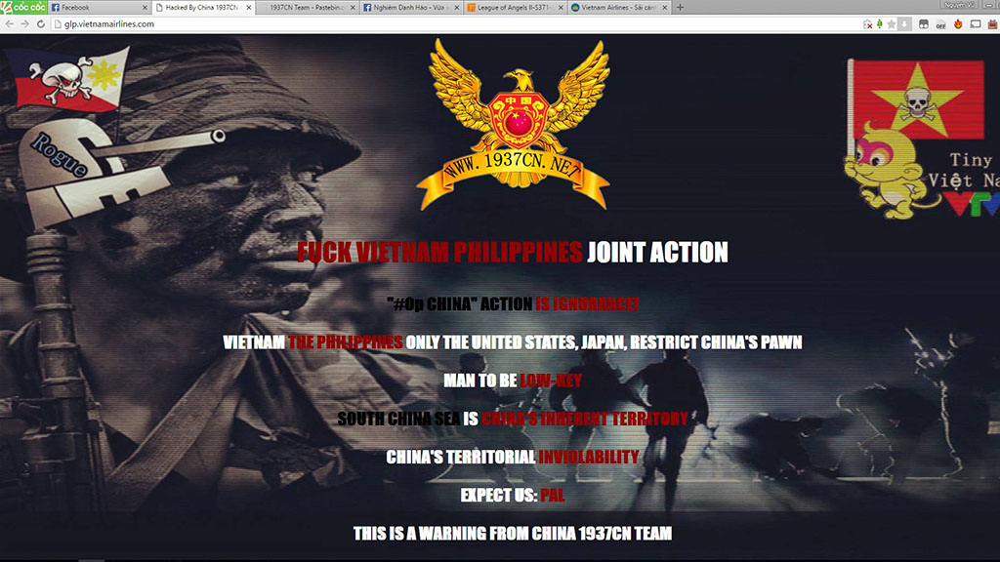 cốc cốc
Facebook
Hacked By China 1937CN
1937CN Team - Pastebin.c
Nghiêm Danh Hào - Vừa x
League of Angels II-S371-
Vietnam Airlines - Sải cán
Nguyen Vũ
glp.vietnamairlines.com
OFF
Rogue
中国
WWW.1937CN.NET
Tiny
Việt Na
VTV
FUCK VIETNAM PHILIPPINES JOINT ACTION
"#Op CHINA" ACTION IS IGNORANCE!
VIETNAM THE PHILIPPINES ONLY THE UNITED STATES, JAPAN, RESTRICT CHINA'S PAWN
MAN TO BE LOW-KEY
SOUTH CHINA SEA IS CHINA'S INHERENT TERRITORY
CHINA'S TERRITORIAL INVIOLABILITY
EXPECT US: PAL
THIS IS A WARNING FROM CHINA 1937CN TEAM